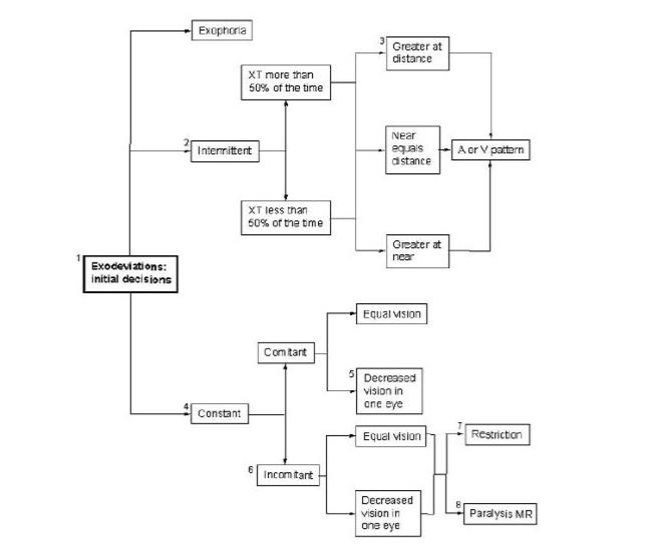 Exophoria
3
Greater at
distance
XT more than
50% of the time
2
Intermittent
Near
equals
distance
A or V pattern
XT less than
50% of the time
Greater at
near
1
Exodeviations:
initial decisions
Equal vision
Comitant
5
Decreased
vision in
one eye
4
Constant
Equal vision
7
Restriction
6
Incomitant
Decreased
vision in
one eye
8
Paralysis MR